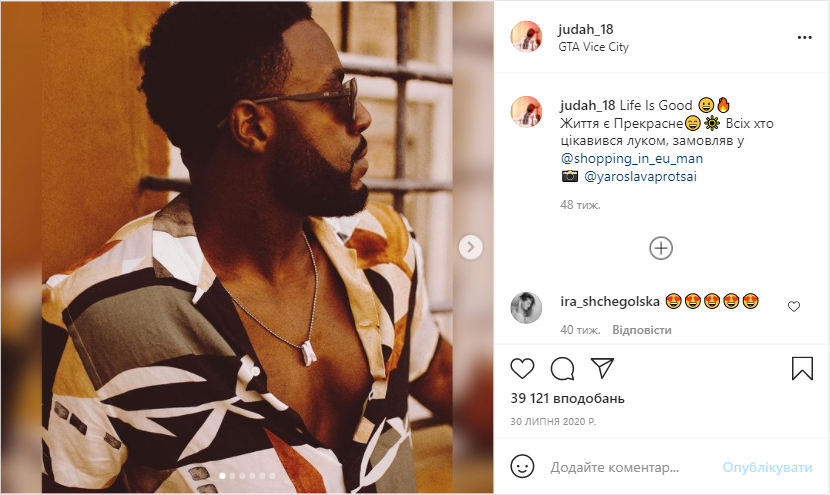 judah_18
GTA Vice City
judah_18 Life Is Good 😀🔥
Життя є Прекрасне😄☀ Всіх хто
цікавився луком, замовляв у
@shopping_in_eu_man
📷 @yaroslavaprotsai
48 тиж.
ira_shchegolska 😍😍😍😍😍
40 тиж. Відповісти
39 121 вподобань
30 ЛИПНЯ 2020 Р.
Додайте коментар... Опублікувати